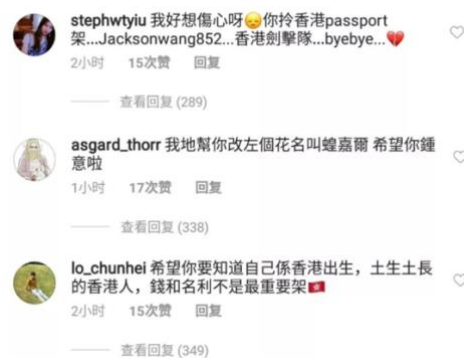 stephwtyiu 我好想傷心呀😞你拎香港passport
架...Jacksonwang852...香港劍擊隊...byebye...💔
2小时 15次赞 回复
查看回复 (289)
asgard_thorr 我地幫你改左個花名叫蝗嘉爾 希望你鍾
意啦
1小时 17次赞 回复
查看回复 (338)
lo_chunhei 希望你要知道自己係香港出生，土生土長
的香港人，錢和名利不是最重要架🇭🇰
2小时 15次赞 回复
查看回复 (349)